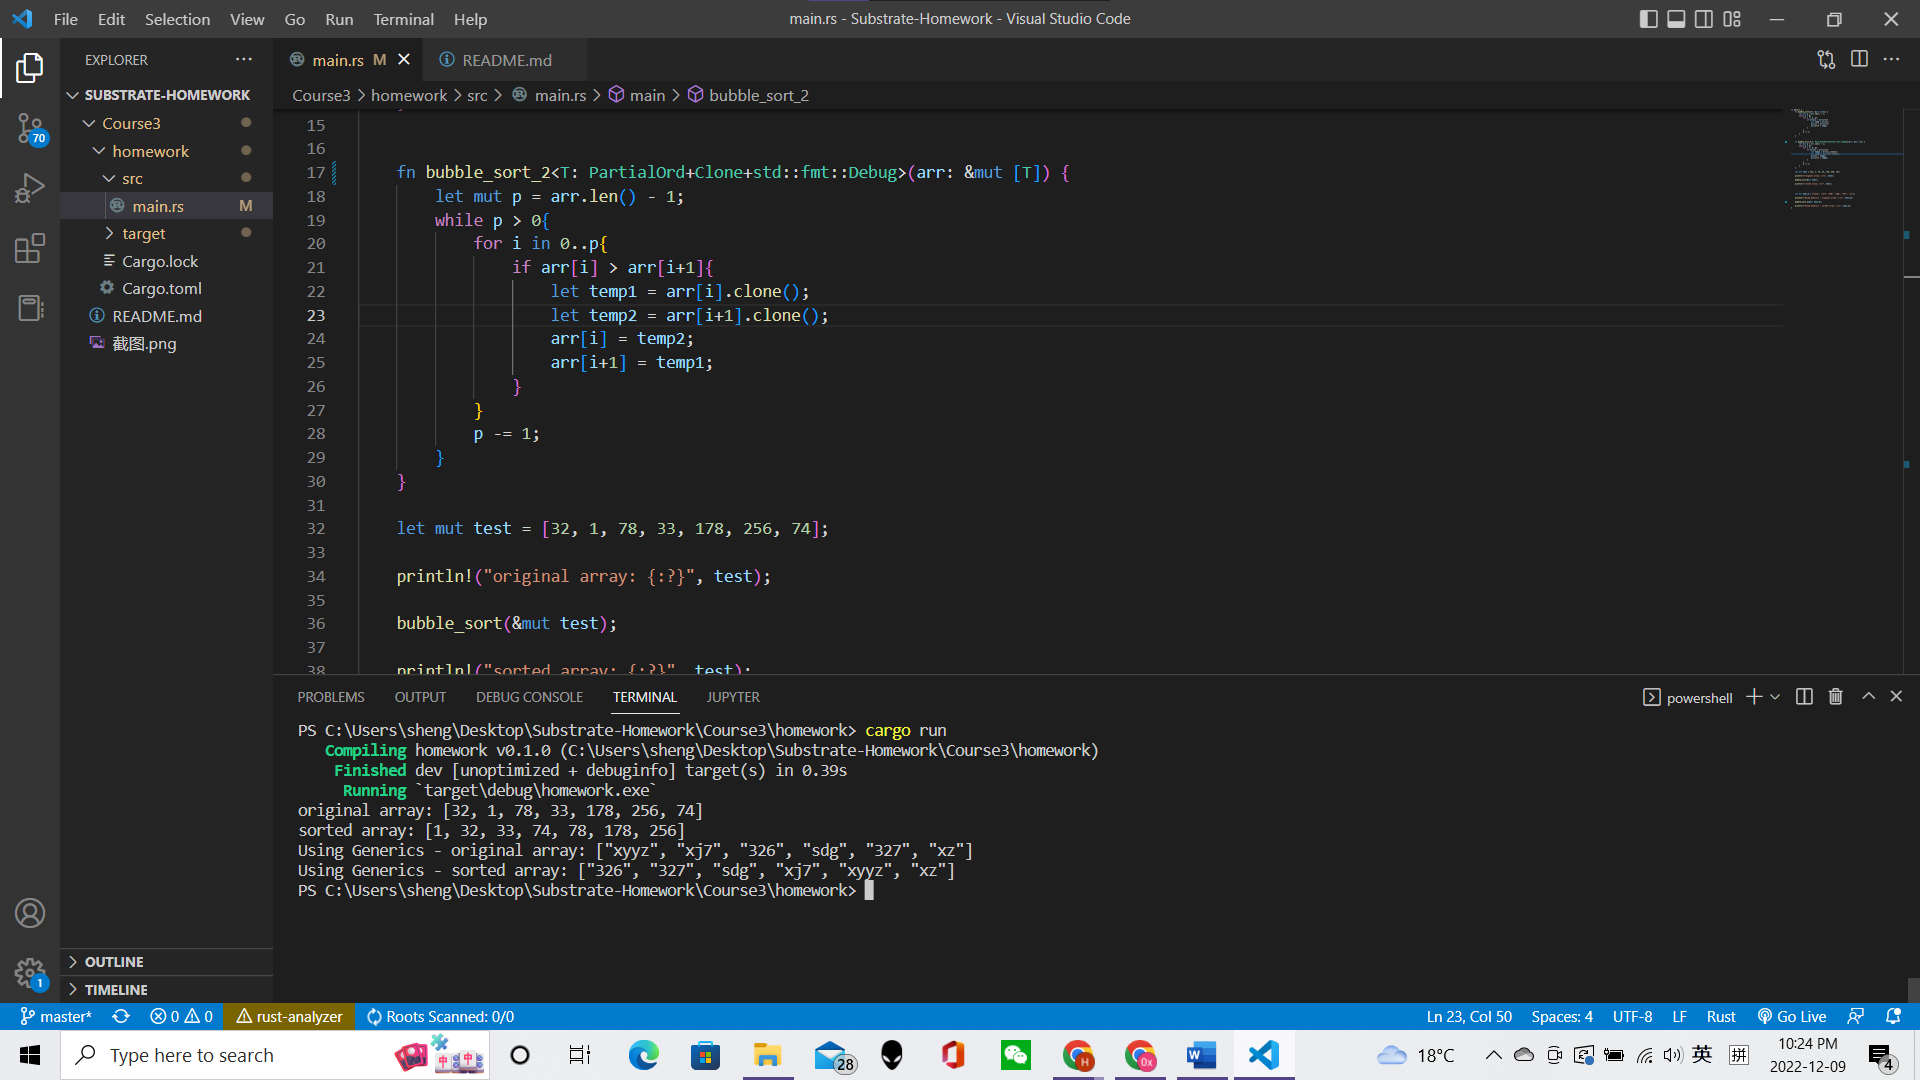 File Edit Selection View Go Run Terminal Help
main.rs - Substrate-Homework - Visual Studio Code
EXPLORER
main.rs M
README.md
SUBSTRATE-HOMEWORK
Course3
homework
src
main.rs M
target
Cargo.lock
Cargo.toml
README.md
截图.png
70
Course3 > homework > src > main.rs > main > bubble_sort_2
15
16
17 fn bubble_sort_2<T: PartialOrd+Clone+std::fmt::Debug>(arr: &mut [T]) {
18 let mut p = arr.len() - 1;
19 while p > 0{
20 for i in 0..p{
21 if arr[i] > arr[i+1]{
22 let temp1 = arr[i].clone();
23 let temp2 = arr[i+1].clone();
24 arr[i] = temp2;
25 arr[i+1] = temp1;
26 }
27 }
28 p -= 1;
29 }
30 }
31
32 let mut test = [32, 1, 78, 33, 178, 256, 74];
33
34 println!("original array: {:?}", test);
35
36 bubble_sort(&mut test);
37
38 println!("sorted array: {:?}", test);
PROBLEMS OUTPUT DEBUG CONSOLE TERMINAL JUPYTER
powershell
PS C:\Users\sheng\Desktop\Substrate-Homework\Course3\homework> cargo run
Compiling homework v0.1.0 (C:\Users\sheng\Desktop\Substrate-Homework\Course3\homework)
Finished dev [unoptimized + debuginfo] target(s) in 0.39s
Running `target\debug\homework.exe`
original array: [32, 1, 78, 33, 178, 256, 74]
sorted array: [1, 32, 33, 74, 78, 178, 256]
Using Generics - original array: ["xyyz", "xj7", "326", "sdg", "327", "xz"]
Using Generics - sorted array: ["326", "327", "sdg", "xj7", "xyyz", "xz"]
PS C:\Users\sheng\Desktop\Substrate-Homework\Course3\homework>
OUTLINE
TIMELINE
1
master* 0 0 rust-analyzer Roots Scanned: 0/0
Ln 23, Col 50 Spaces: 4 UTF-8 LF Rust Go Live
Type here to search
中 中 中
28
H
0x
W
18°C
英
拼
10:24 PM
2022-12-09
4